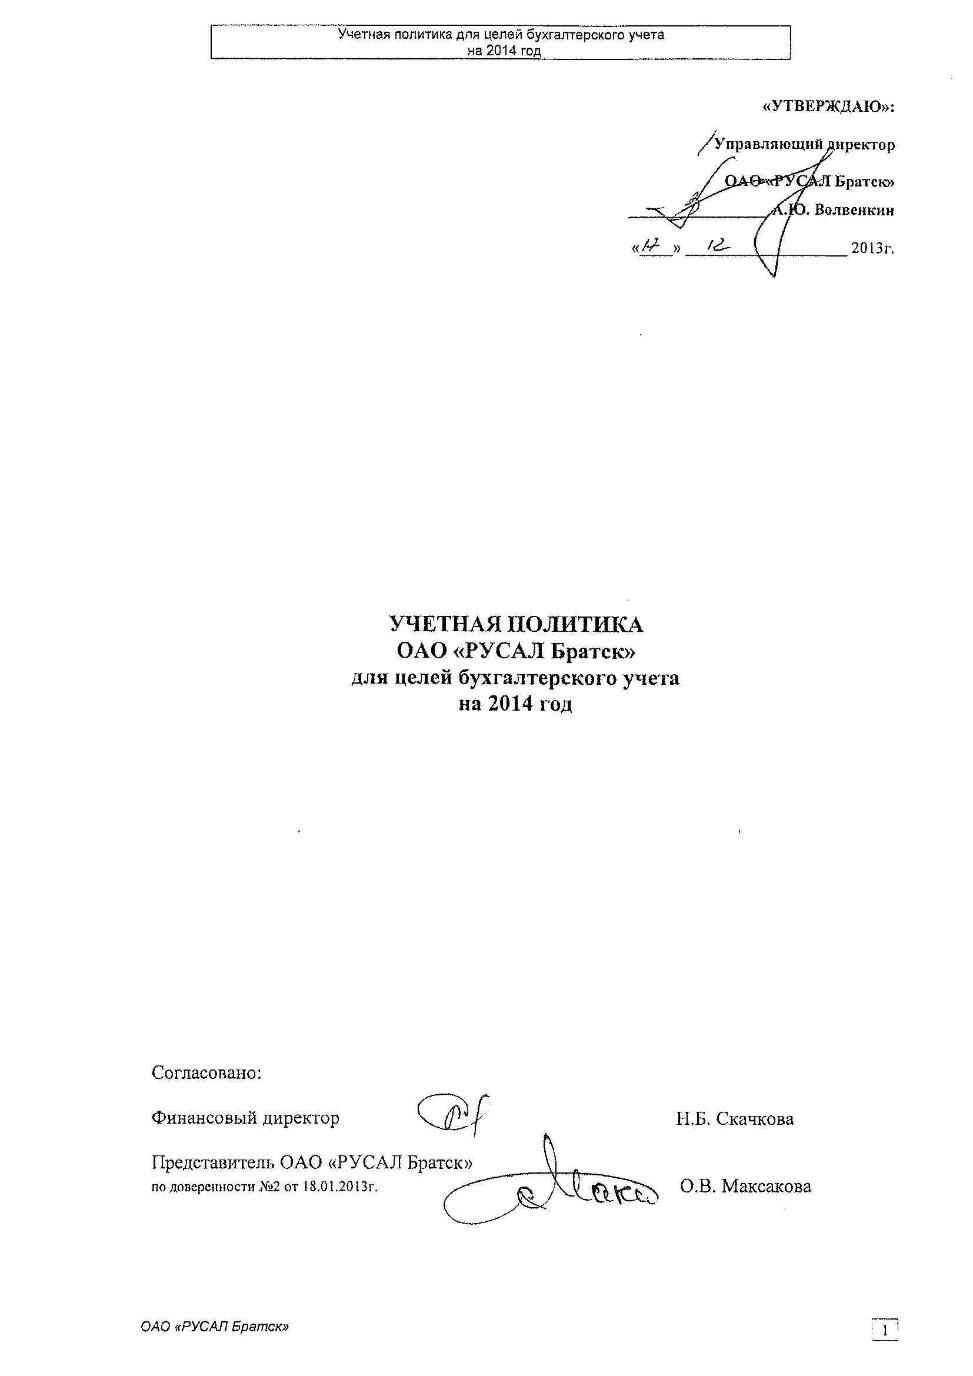 Учетная политика для целей бухгалтерского учета
на 2014 год
«УТВЕРЖДАЮ»:
Управляющий директор
ОАО «РУСАЛ Братск»
А.Ю. Волвенкин
«17» 12 2013г.
УЧЕТНАЯ ПОЛИТИКА
ОАО «РУСАЛ Братск»
для целей бухгалтерского учета
на 2014 год
Согласовано:
Финансовый директор Н.Б. Скачкова
Представитель ОАО «РУСАЛ Братск»
по доверенности №2 от 18.01.2013г. О.В. Максакова
ОАО «РУСАЛ Братск» 1